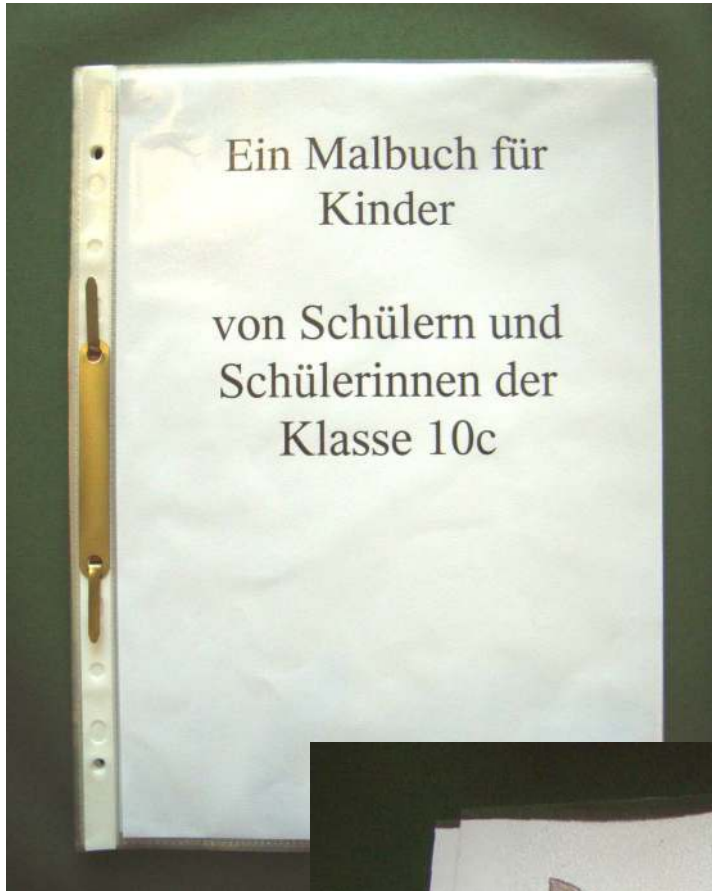 Ein Malbuch für
Kinder
von Schülern und
Schülerinnen der
Klasse 10c